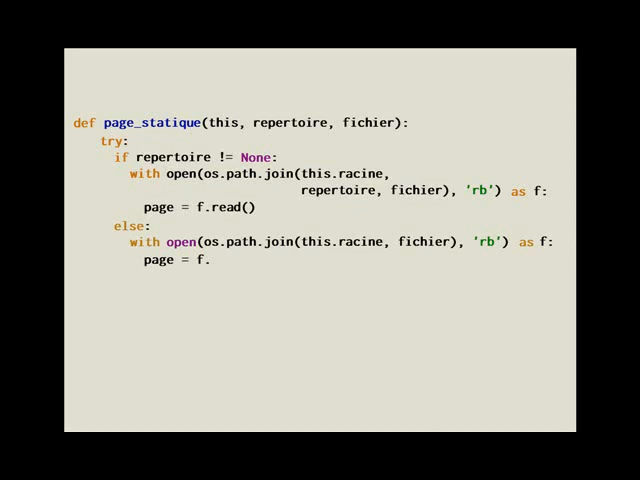 def page_statique(this, repertoire, fichier):
try:
if repertoire != None:
with open(os.path.join(this.racine,
repertoire, fichier), 'rb') as f:
page = f.read()
else:
with open(os.path.join(this.racine, fichier), 'rb') as f:
page = f.